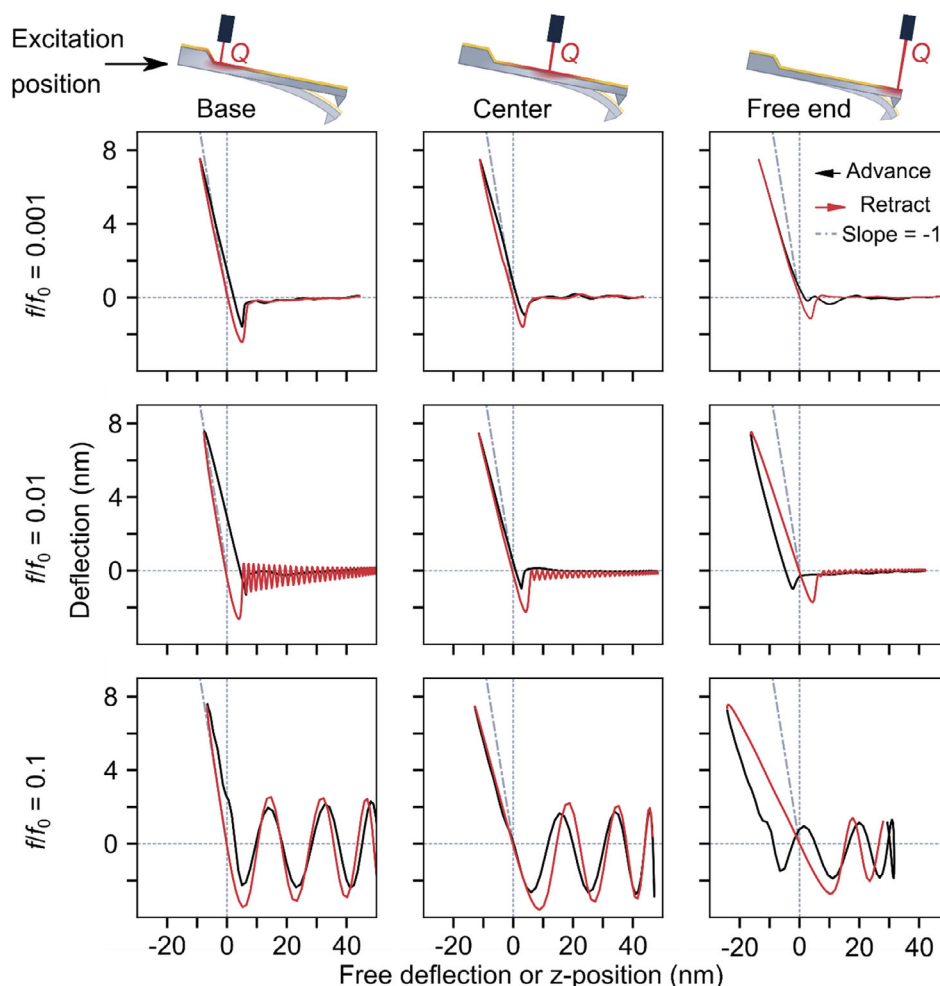 Excitation
position
Q
Q
Q
Base
Center
Free end
8
4
0
f/f0 = 0.001
Advance
Retract
Slope = -1
8
4
0
f/f0 = 0.01
Deflection (nm)
8
4
0
f/f0 = 0.1
-20 0 20 40
-20 0 20 40
-20 0 20 40
Free deflection or z-position (nm)